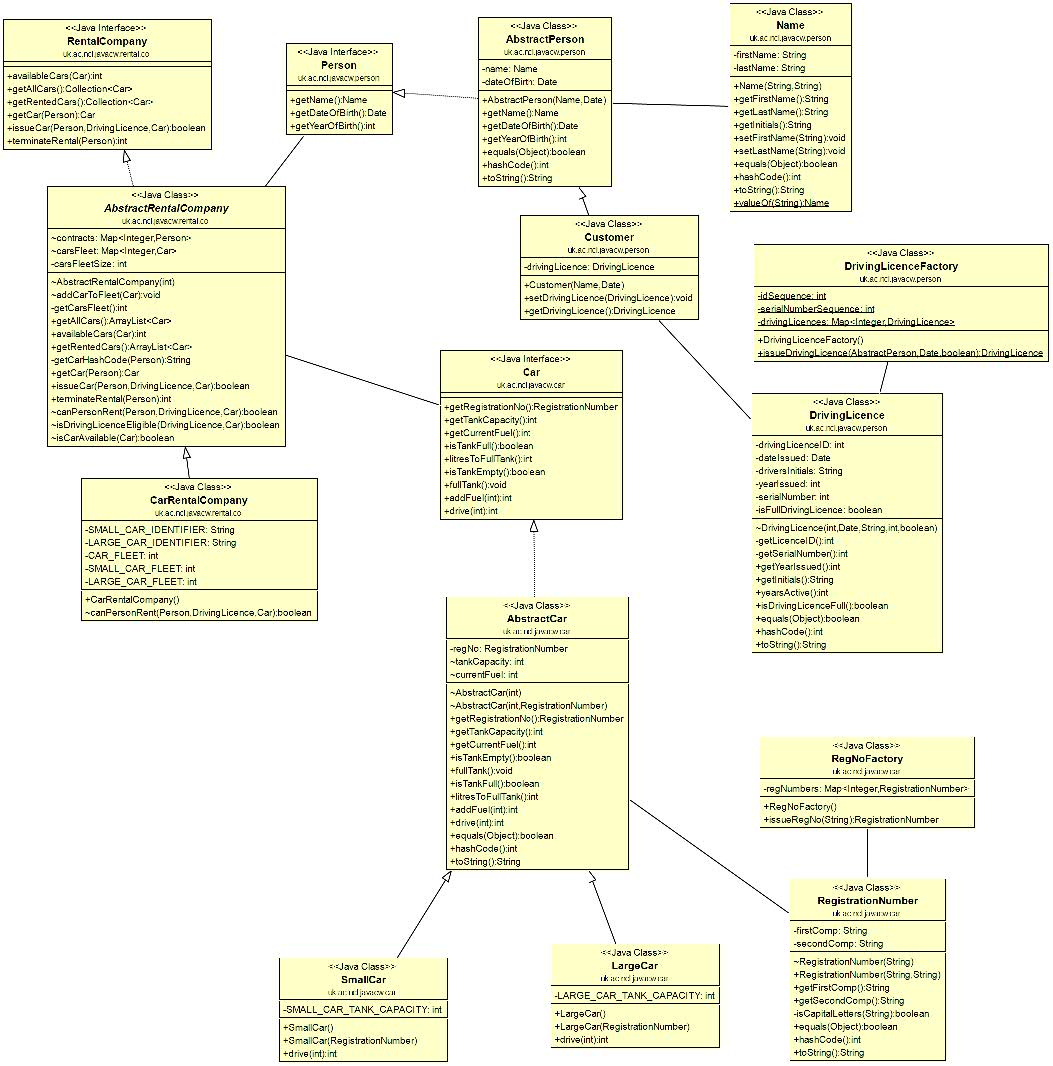 <<Java Interface>>
RentalCompany
uk.ac.ncl.javacw.rental.co
+availableCars(Car):int
+getAllCars():Collection<Car>
+getRentedCars():Collection<Car>
+getCar(Person):Car
+issueCar(Person,DrivingLicence,Car):boolean
+terminateRental(Person):int
<<Java Interface>>
Person
uk.ac.ncl.javacw.person
+getName():Name
+getDateOfBirth():Date
+getYearOfBirth():int
<<Java Class>>
AbstractPerson
uk.ac.ncl.javacw.person
-name: Name
-dateOfBirth: Date
+AbstractPerson(Name,Date)
+getName():Name
+getDateOfBirth():Date
+getYearOfBirth():int
+equals(Object):boolean
+hashCode():int
+toString():String
<<Java Class>>
Name
uk.ac.ncl.javacw.person
-firstName: String
-lastName: String
+Name(String,String)
+getFirstName():String
+getLastName():String
+getInitials():String
+setFirstName(String):void
+setLastName(String):void
+equals(Object):boolean
+hashCode():int
+toString():String
+valueOf(String):Name
<<Java Class>>
AbstractRentalCompany
uk.ac.ncl.javacw.rental.co
~contracts: Map<Integer,Person>
~carsFleet: Map<Integer,Car>
-carsFleetSize: int
~AbstractRentalCompany(int)
~addCarToFleet(Car):void
-getCarsFleet():int
+getAllCars():ArrayList<Car>
+availableCars(Car):int
+getRentedCars():ArrayList<Car>
-getCarHashCode(Person):String
+getCar(Person):Car
+issueCar(Person,DrivingLicence,Car):boolean
+terminateRental(Person):int
~canPersonRent(Person,DrivingLicence,Car):boolean
~isDrivingLicenceEligible(DrivingLicence,Car):boolean
~isCarAvailable(Car):boolean
<<Java Class>>
Customer
uk.ac.ncl.javacw.person
-drivingLicence: DrivingLicence
+Customer(Name,Date)
+setDrivingLicence(DrivingLicence):void
+getDrivingLicence():DrivingLicence
<<Java Class>>
DrivingLicenceFactory
uk.ac.ncl.javacw.person
-idSequence: int
-serialNumberSequence: int
-drivingLicences: Map<Integer,DrivingLicence>
+DrivingLicenceFactory()
+issueDrivingLicence(AbstractPerson,Date,boolean):DrivingLicence
<<Java Interface>>
Car
uk.ac.ncl.javacw.car
+getRegistrationNo():RegistrationNumber
+getTankCapacity():int
+getCurrentFuel():int
+isTankFull():boolean
+litresToFullTank():int
+isTankEmpty():boolean
+fullTank():void
+addFuel(int):int
+drive(int):int
<<Java Class>>
DrivingLicence
uk.ac.ncl.javacw.person
-drivingLicenceID: int
-dateIssued: Date
-driversInitials: String
-yearIssued: int
-serialNumber: int
-isFullDrivingLicence: boolean
~DrivingLicence(int,Date,String,int,boolean)
-getLicenceID():int
-getSerialNumber():int
+getYearIssued():int
+getInitials():String
+yearsActive():int
+isDrivingLicenceFull():boolean
+equals(Object):boolean
+hashCode():int
+toString():String
<<Java Class>>
CarRentalCompany
uk.ac.ncl.javacw.rental.co
-SMALL_CAR_IDENTIFIER: String
-LARGE_CAR_IDENTIFIER: String
-CAR_FLEET: int
-SMALL_CAR_FLEET: int
-LARGE_CAR_FLEET: int
+CarRentalCompany()
~canPersonRent(Person,DrivingLicence,Car):boolean
<<Java Class>>
AbstractCar
uk.ac.ncl.javacw.car
-regNo: RegistrationNumber
~tankCapacity: int
~currentFuel: int
~AbstractCar(int)
~AbstractCar(int,RegistrationNumber)
+getRegistrationNo():RegistrationNumber
+getTankCapacity():int
+getCurrentFuel():int
+isTankEmpty():boolean
+fullTank():void
+isTankFull():boolean
+litresToFullTank():int
+addFuel(int):int
+drive(int):int
+equals(Object):boolean
+hashCode():int
+toString():String
<<Java Class>>
RegNoFactory
uk.ac.ncl.javacw.car
-regNumbers: Map<Integer,RegistrationNumber>
+RegNoFactory()
+issueRegNo(String):RegistrationNumber
<<Java Class>>
RegistrationNumber
uk.ac.ncl.javacw.car
-firstComp: String
-secondComp: String
~RegistrationNumber(String)
+RegistrationNumber(String,String)
+getFirstComp():String
+getSecondComp():String
-isCapitalLetters(String):boolean
+equals(Object):boolean
+hashCode():int
+toString():String
<<Java Class>>
SmallCar
uk.ac.ncl.javacw.car
-SMALL_CAR_TANK_CAPACITY: int
+SmallCar()
+SmallCar(RegistrationNumber)
+drive(int):int
<<Java Class>>
LargeCar
uk.ac.ncl.javacw.car
-LARGE_CAR_TANK_CAPACITY: int
+LargeCar()
+LargeCar(RegistrationNumber)
+drive(int):int